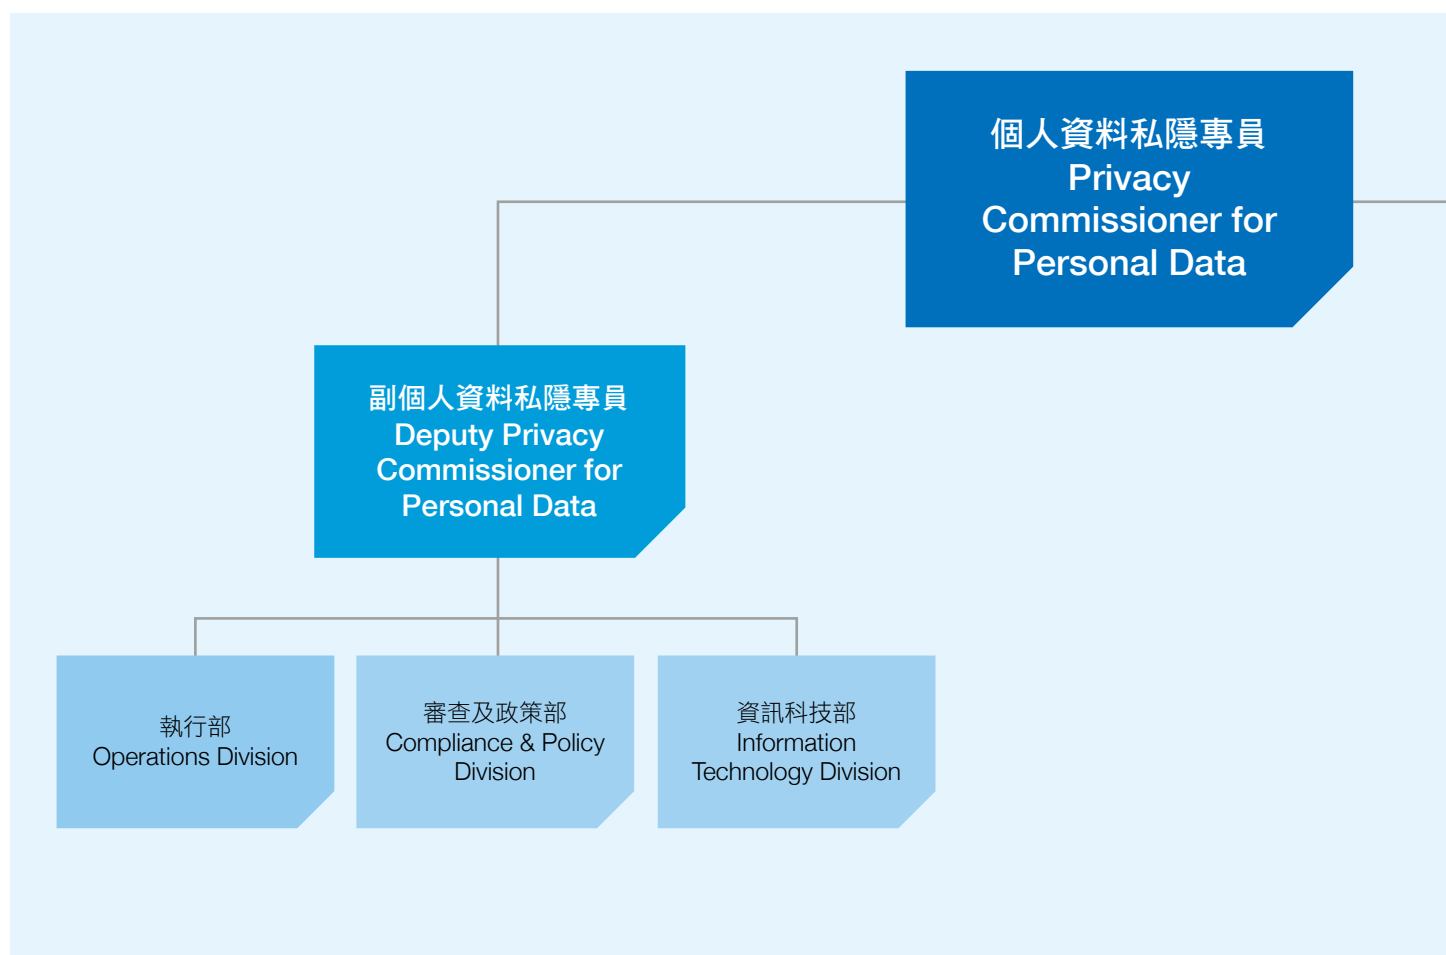 個人資料私隱專員
Privacy
Commissioner for
Personal Data
副個人資料私隱專員
Deputy Privacy
Commissioner for
Personal Data
執行部
Operations Division
審查及政策部
Compliance & Policy
Division
資訊科技部
Information
Technology Division